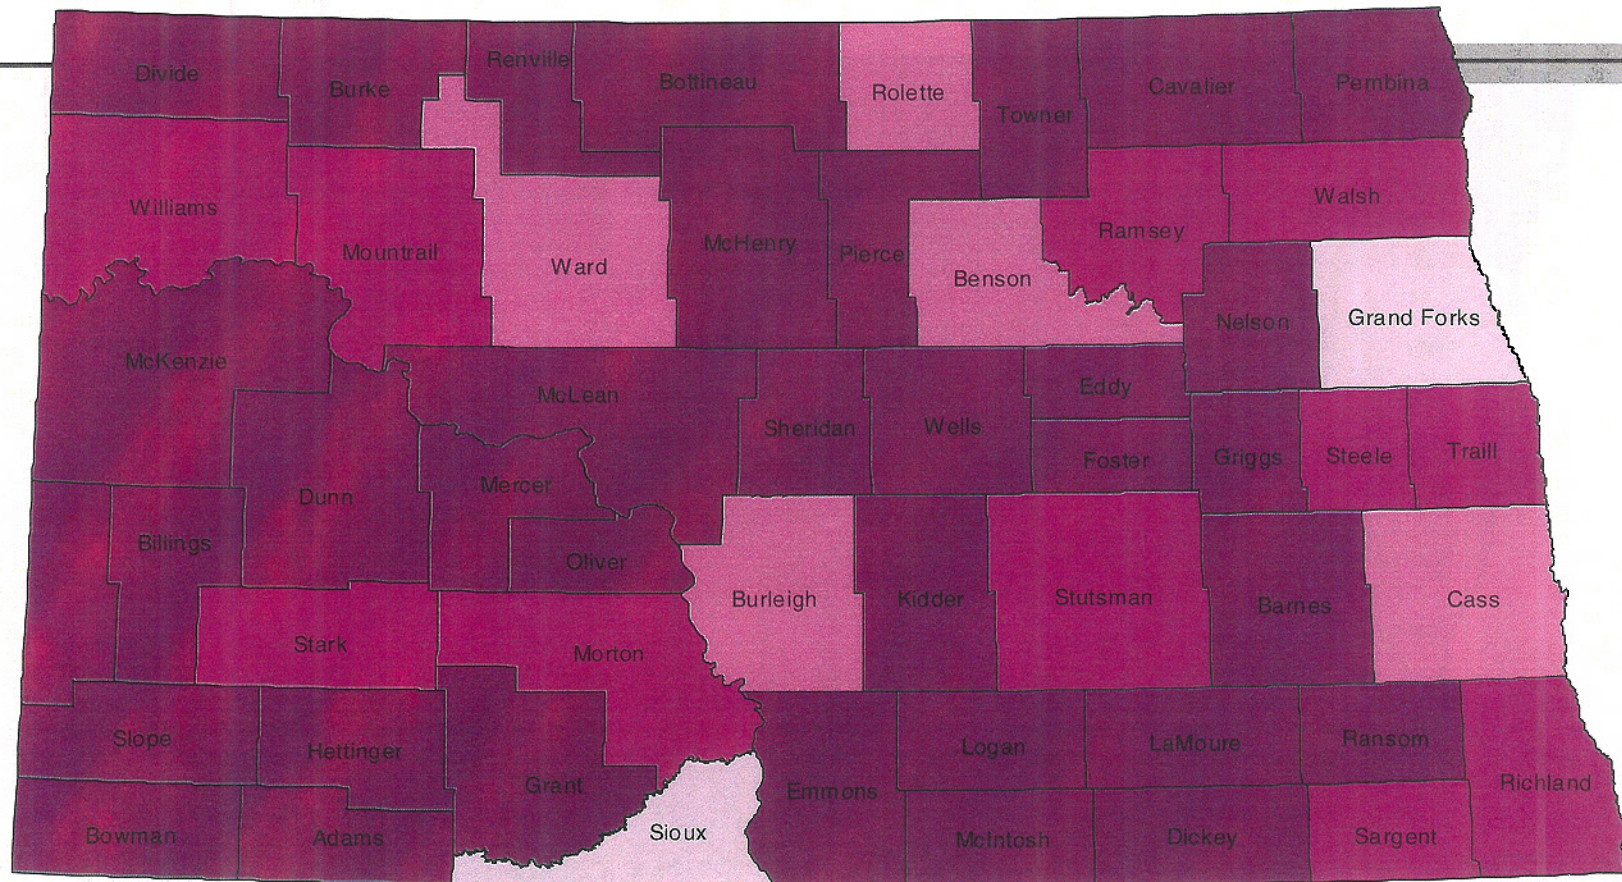 Divide
Burke
Renville
Bottineau
Rolette
Towner
Cavalier
Pembina
Williams
Mountrail
Ward
McHenry
Pierce
Benson
Ramsey
Walsh
Nelson
Grand Forks
McKenzie
McLean
Sheridan
Wells
Eddy
Foster
Griggs
Steele
Traill
Dunn
Mercer
Billings
Oliver
Burleigh
Kidder
Stutsman
Barnes
Cass
Stark
Morton
Slope
Hettinger
Grant
Emmons
Logan
LaMoure
Ransom
Richland
Bowman
Adams
Sioux
McIntosh
Dickey
Sargent